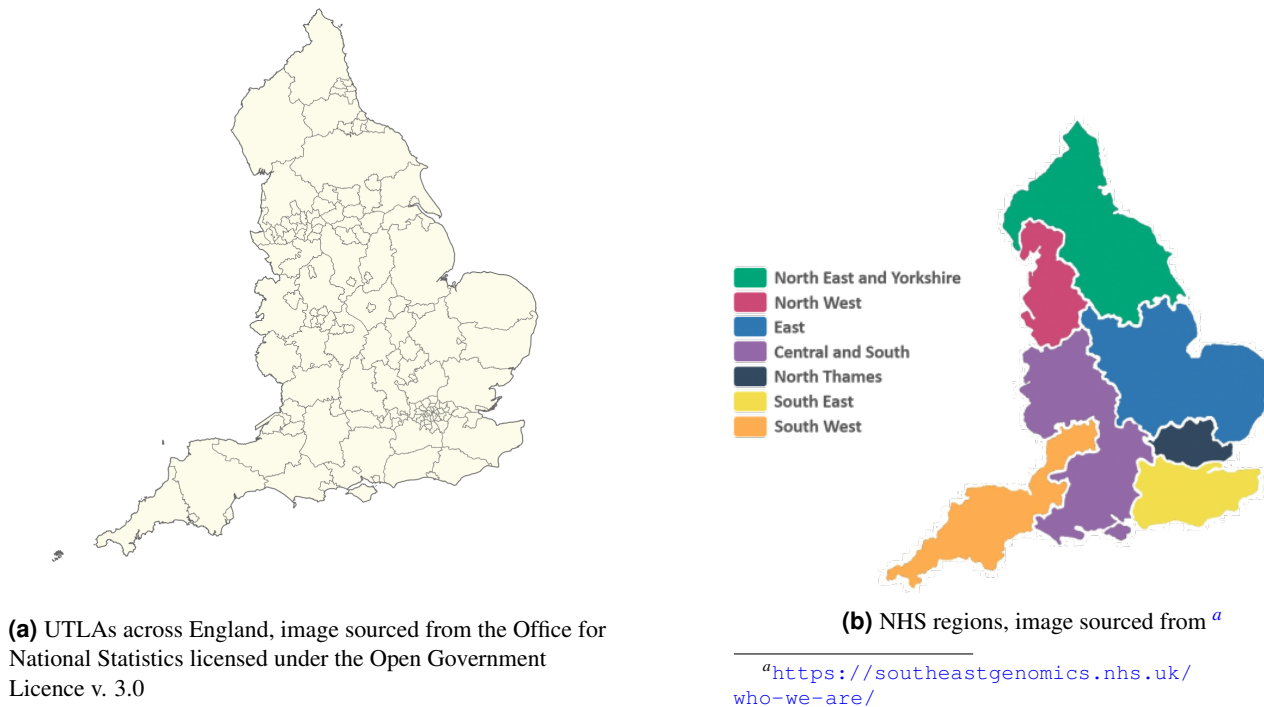 North East and Yorkshire
North West
East
Central and South
North Thames
South East
South West
(a) UTLAs across England, image sourced from the Office for
National Statistics licensed under the Open Government
Licence v. 3.0
(b) NHS regions, image sourced from a
ahttps://southeastgenomics.nhs.uk/
who-we-are/